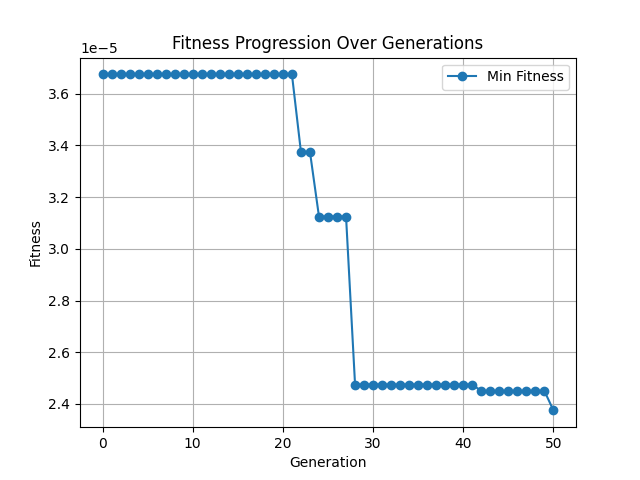 Fitness Progression Over Generations
1e−5
Min Fitness
3.6
3.4
3.2
3.0
2.8
2.6
2.4
Fitness
0 10 20 30 40 50
Generation